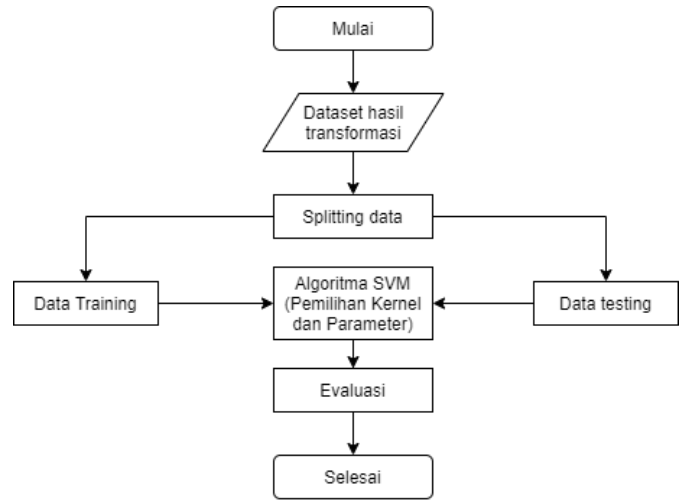 Mulai
Dataset hasil
transformasi
Splitting data
Data Training
Algoritma SVM
(Pemilihan Kernel
dan Parameter)
Data testing
Evaluasi
Selesai